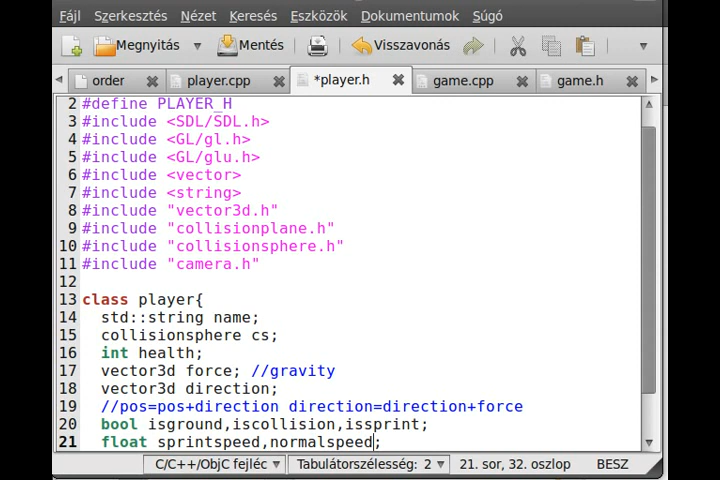 Fájl Szerkesztés Nézet Keresés Eszközök Dokumentumok Súgó
Megnyitás Mentés Visszavonás
order player.cpp *player.h game.cpp game.h
2 #define PLAYER_H
3 #include <SDL/SDL.h>
4 #include <GL/gl.h>
5 #include <GL/glu.h>
6 #include <vector>
7 #include <string>
8 #include "vector3d.h"
9 #include "collisionplane.h"
10 #include "collisionsphere.h"
11 #include "camera.h"
12
13 class player{
14 std::string name;
15 collisionsphere cs;
16 int health;
17 vector3d force; //gravity
18 vector3d direction;
19 //pos=pos+direction direction=direction+force
20 bool isground,iscollision,issprint;
21 float sprintspeed,normalspeed;
C/C++/ObjC fejléc Tabulátorszélesség: 2 21. sor, 32. oszlop BESZ